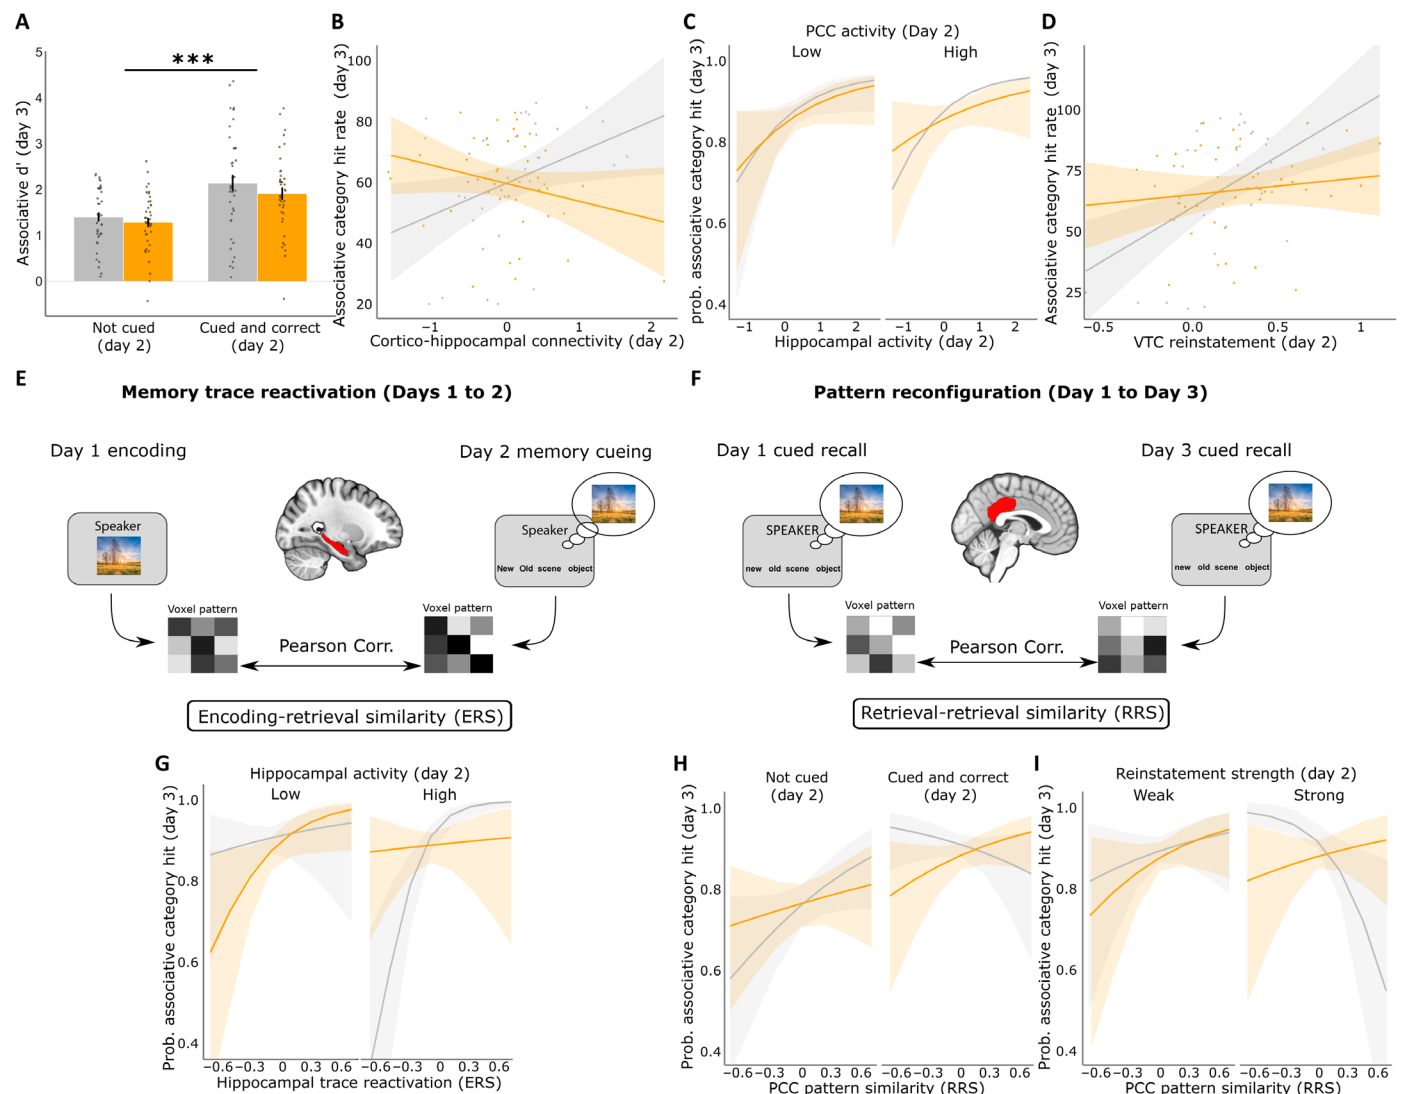 A
Associative d' (day 3)
5
4
3
2
1
0
***
Not cued
(day 2)
Cued and correct
(day 2)
B
Associative category hit rate (day 3)
100
80
60
40
20
−1
0
1
2
Cortico-hippocampal connectivity (day 2)
C
PCC activity (Day 2)
Low
High
prob. associative category hit (day 3)
1.0
0.8
0.6
0.4
−1 0 1 2
−1 0 1 2
Hippocampal activity (day 2)
D
Associative category hit rate (day 3)
100
75
50
25
−0.5
0.0
0.5
1
VTC reinstatement (day 2)
E
Memory trace reactivation (Days 1 to 2)
Day 1 encoding
Day 2 memory cueing
Speaker
Speaker
New Old scene object
Voxel pattern
Voxel pattern
Pearson Corr.
Encoding-retrieval similarity (ERS)
F
Pattern reconfiguration (Day 1 to Day 3)
Day 1 cued recall
Day 3 cued recall
SPEAKER
new old scene object
SPEAKER
new old scene object
Voxel pattern
Voxel pattern
Pearson Corr.
Retrieval-retrieval similarity (RRS)
G
Hippocampal activity (day 2)
Low
High
Prob. associative category hit (day 3)
1.0
0.8
0.6
0.4
−0.6 −0.3 0 0.3 0.6
−0.6 −0.3 0 0.3 0.6
Hippocampal trace reactivation (ERS)
H
Not cued
(day 2)
Cued and correct
(day 2)
Prob. associative category hit (day 3)
1.0
0.8
0.6
0.4
−0.6 −0.3 0 0.3 0.6
−0.6 −0.3 0 0.3 0.6
PCC pattern similarity (RRS)
I
Reinstatement strength (day 2)
Weak
Strong
Prob. associative category hit (day 3)
1.0
0.8
0.6
0.4
−0.6 −0.3 0 0.3 0.6
−0.6 −0.3 0 0.3 0.6
PCC pattern similarity (RRS)